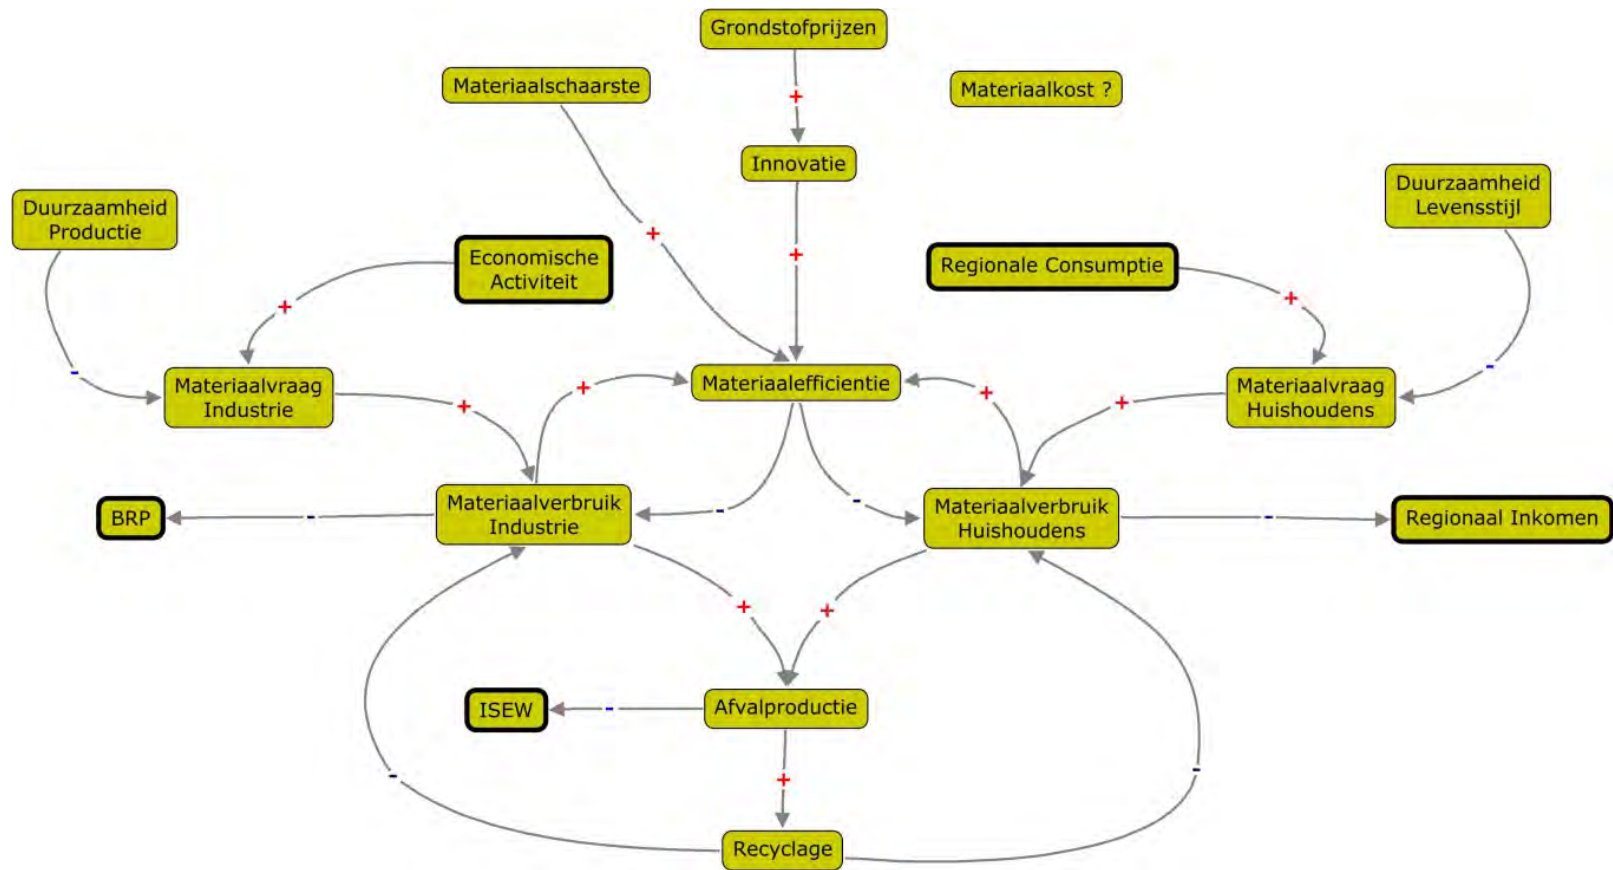 Grondstofprijzen
Materiaalschaarste
Materiaalkost ?
+
Innovatie
Duurzaamheid
Productie
Duurzaamheid
Levensstijl
+
+
Economische
Activiteit
Regionale Consumptie
+
+
-
-
Materiaalvraag
Industrie
Materiaalefficientie
Materiaalvraag
Huishoudens
+
+
+
+
BRP
-
Materiaalverbruik
Industrie
-
-
Materiaalverbruik
Huishoudens
-
Regionaal Inkomen
+
+
ISEW
-
Afvalproductie
-
+
-
Recyclage